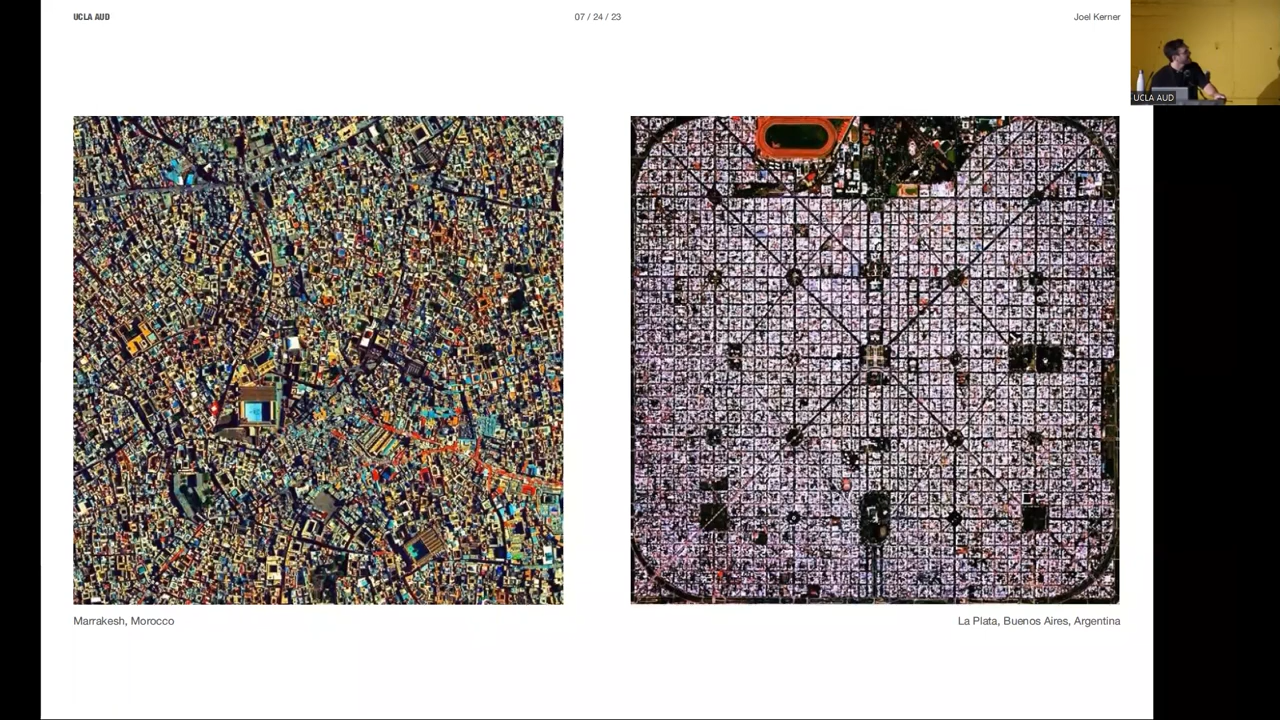 UCLA AUD
07 / 24 / 23
Joel Kerner
UCLA AUD
Marrakesh, Morocco
La Plata, Buenos Aires, Argentina